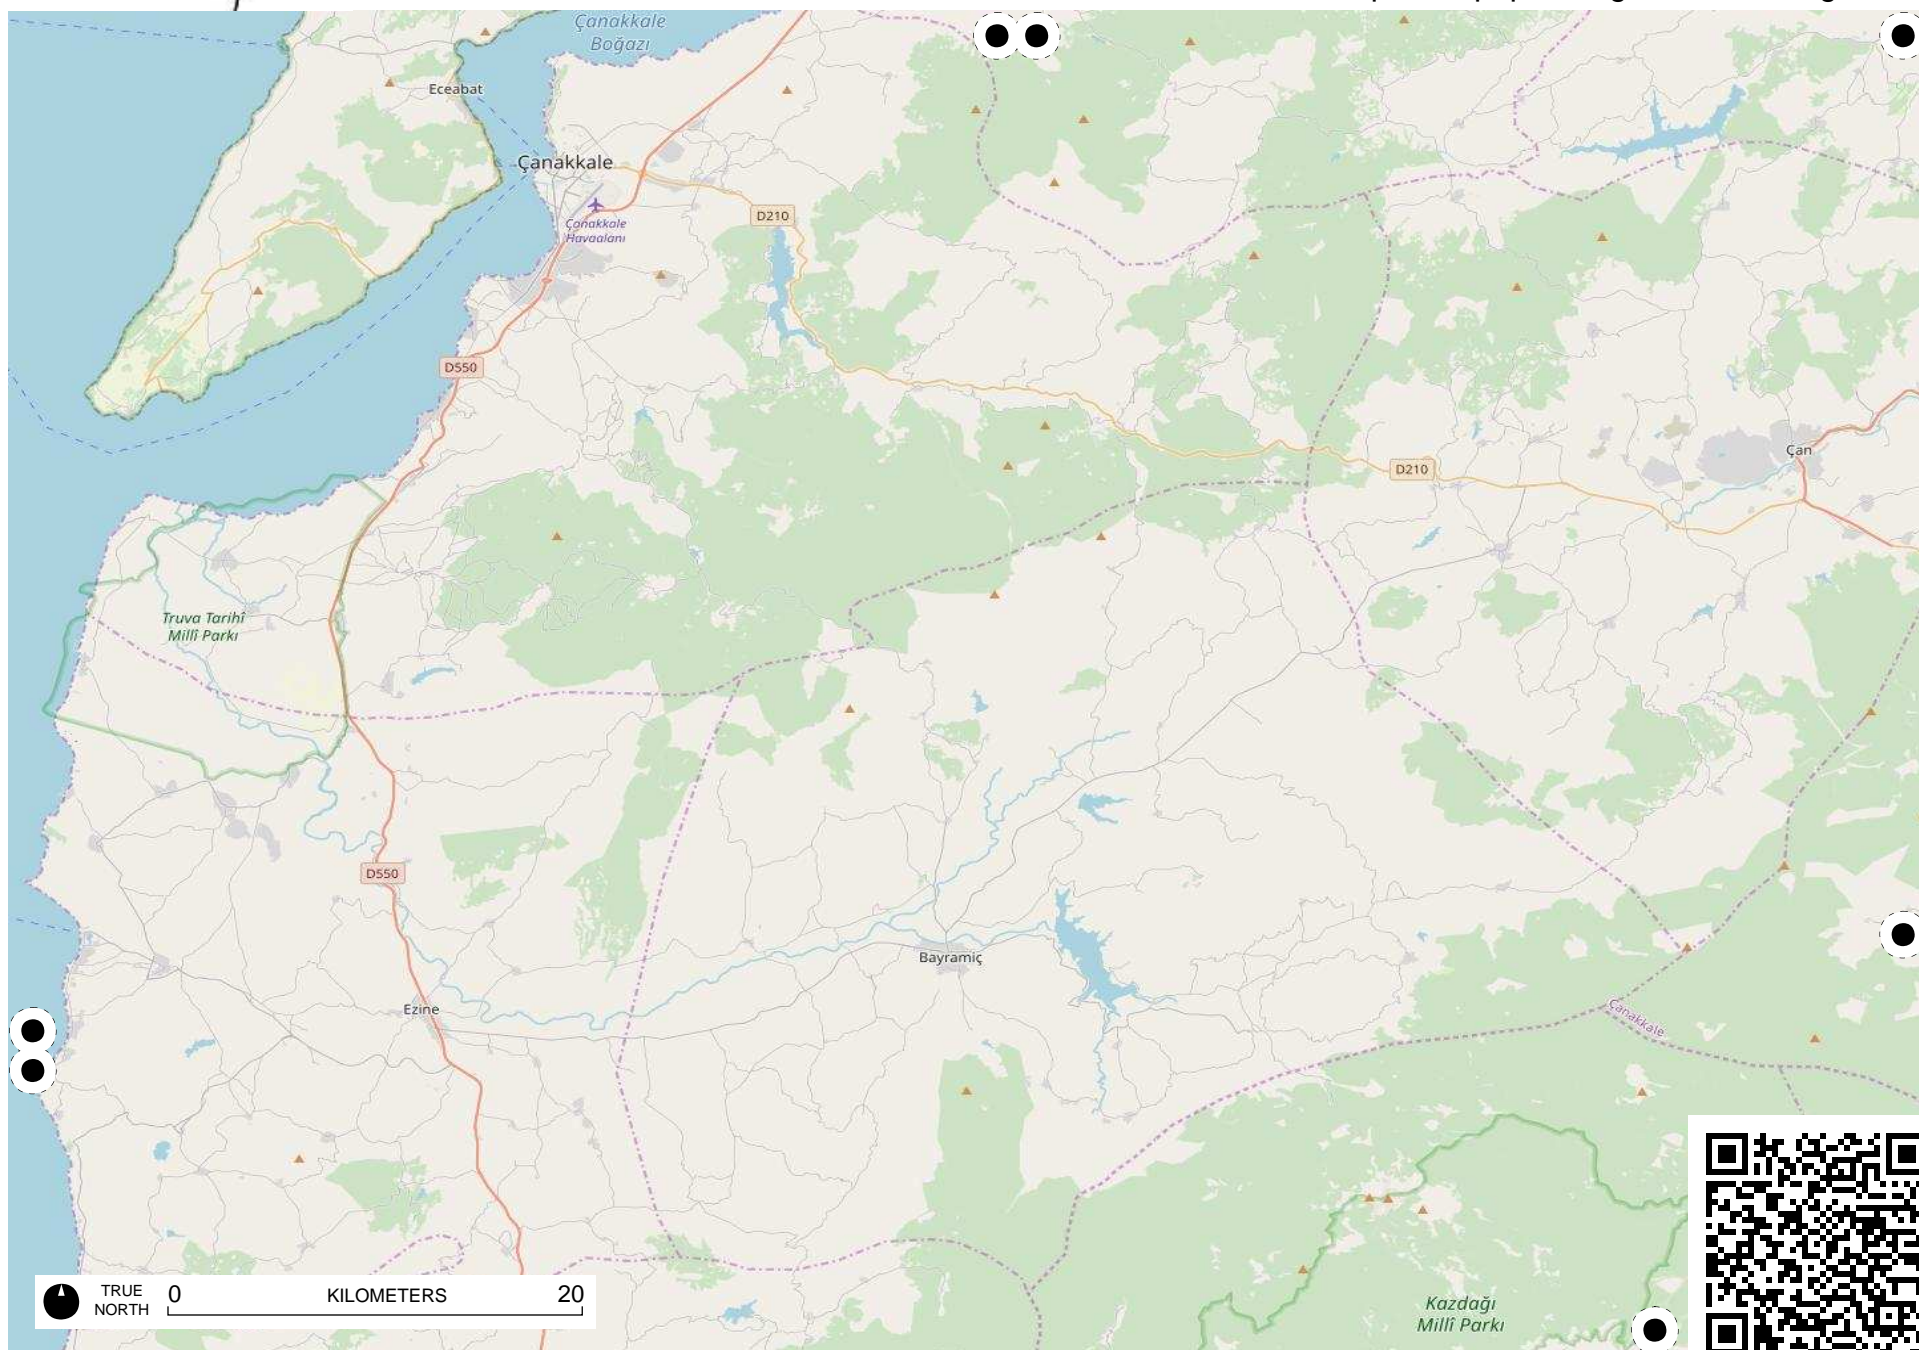 Çanakkale
Boğazı
Eceabat
Çanakkale
Çanakkale
Havaalanı
D210
D550
D210
Çan
Truva Tarihî
Millî Parkı
D550
Bayramiç
Ezine
Çanakkale
Kazdağı
Millî Parkı
TRUE
NORTH
0 KILOMETERS 20